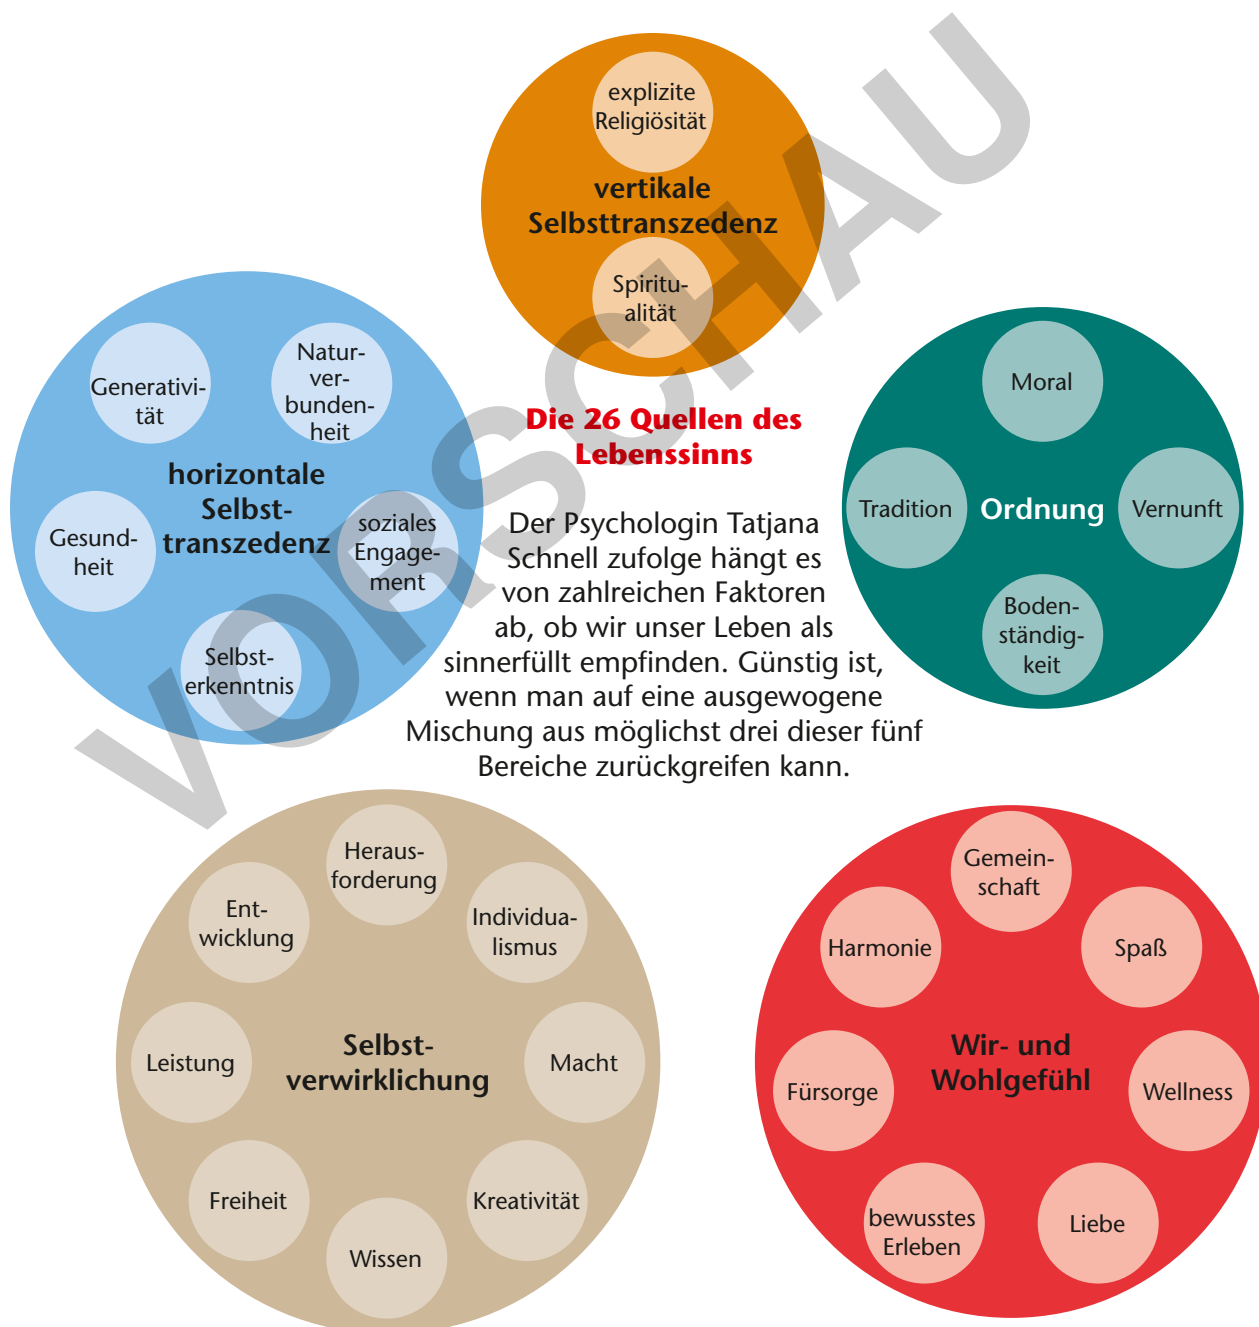 explizite
Religiösität
vertikale
Selbsttranszedenz
Spiritu-
alität
Generativi-
tät
Natur-
ver-
bunden-
heit
horizontale
Selbst-
transzedenz
Gesund-
heit
soziales
Engage-
ment
Selbst-
erkenntnis
Die 26 Quellen des
Lebenssinns
Der Psychologin Tatjana
Schnell zufolge hängt es
von zahlreichen Faktoren
ab, ob wir unser Leben als
sinnerfüllt empfinden. Günstig ist,
wenn man auf eine ausgewogene
Mischung aus möglichst drei dieser fünf
Bereiche zurückgreifen kann.
Moral
Tradition
Ordnung
Vernunft
Boden-
ständig-
keit
Heraus-
forderung
Ent-
wicklung
Individua-
lismus
Leistung
Selbst-
verwirklichung
Macht
Freiheit
Kreativität
Wissen
Gemein-
schaft
Harmonie
Spaß
Wir- und
Wohlgefühl
Fürsorge
Wellness
bewusstes
Erleben
Liebe
VORSCHAU